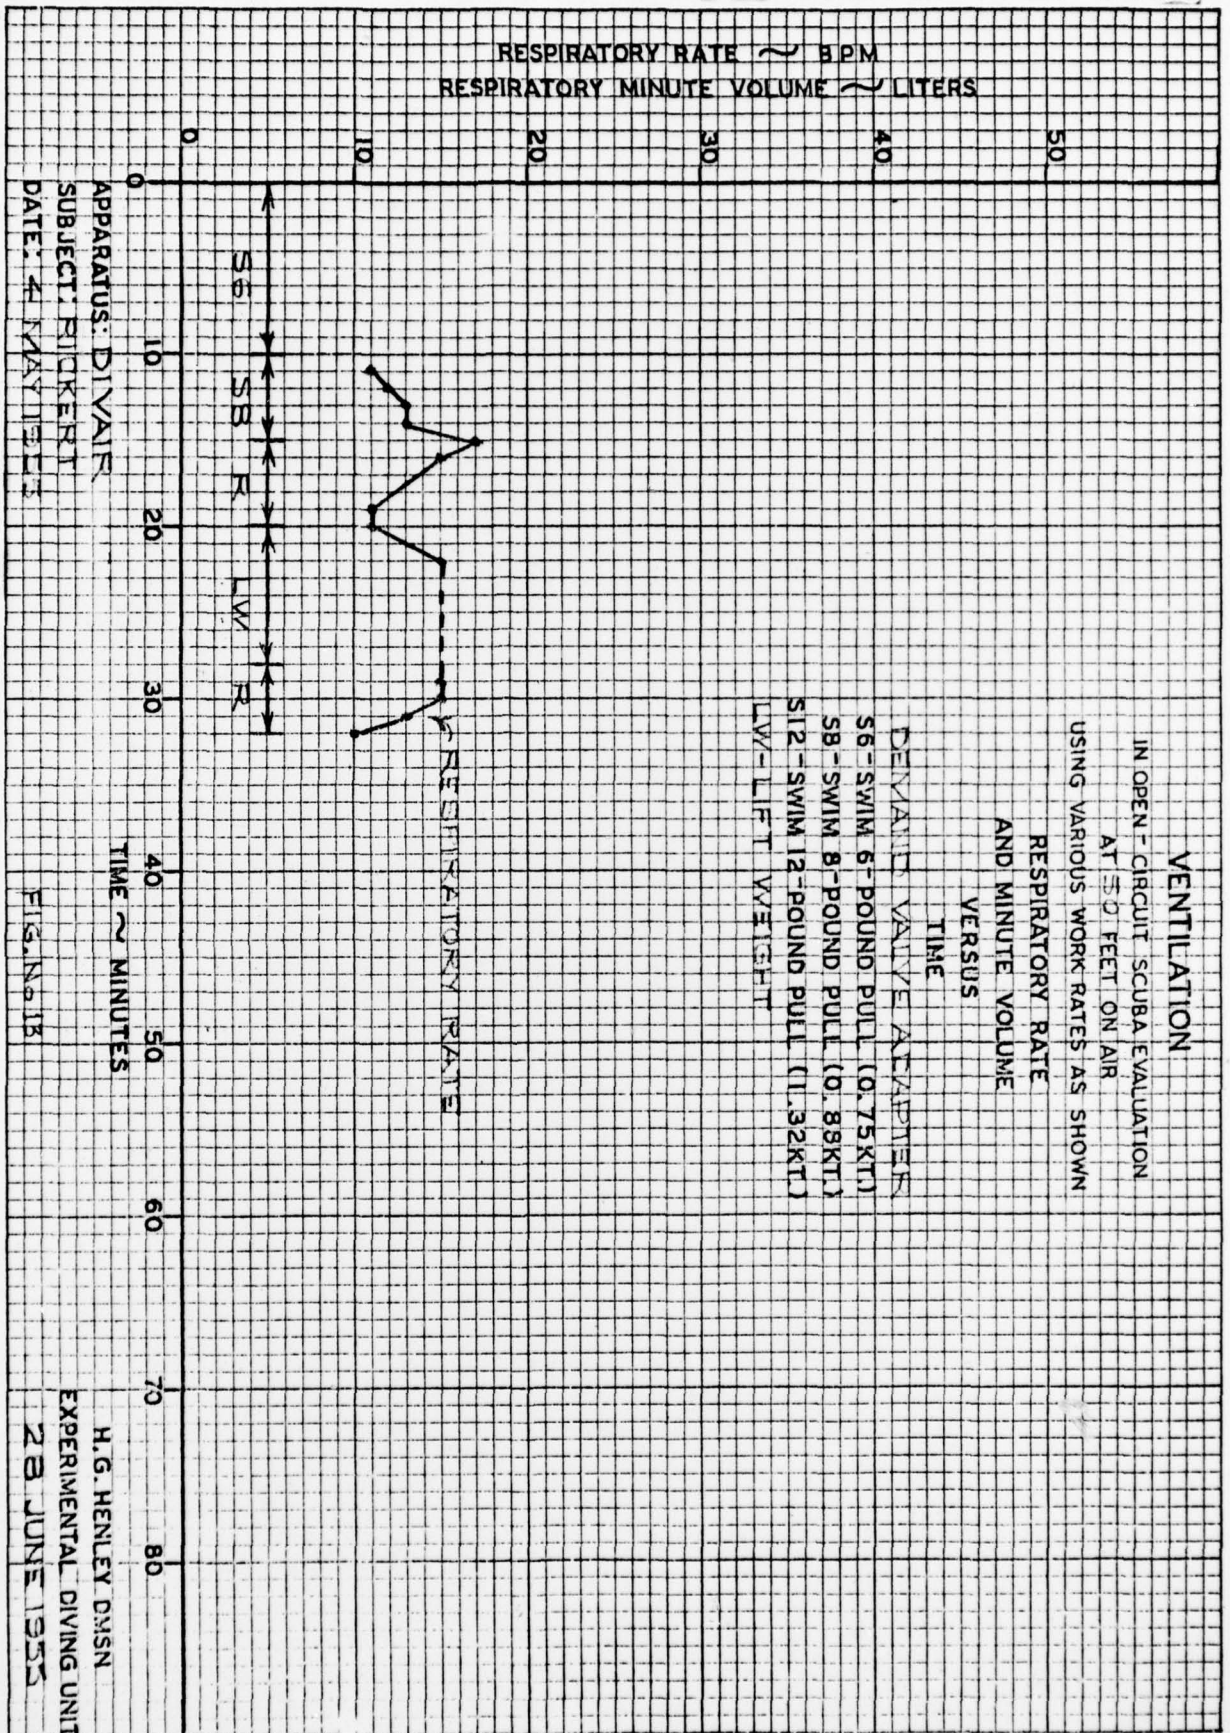 VENTILATION
IN OPEN-CIRCUIT SCUBA EVALUATION
AT 50 FEET ON AIR
USING VARIOUS WORK RATES AS SHOWN
RESPIRATORY RATE
AND MINUTE VOLUME
VERSUS
TIME
DEMAND VALVE ADAPTER
S6-SWIM 6-POUND PULL (0.75KT.)
S8-SWIM 8-POUND PULL (0.88KT.)
S12-SWIM 12-POUND PULL (1.32KT.)
LW-LIFT WEIGHT
RESPIRATORY RATE ~ BPM
RESPIRATORY MINUTE VOLUME ~ LITERS
50
40
30
20
10
0
RESPIRATORY RATE
S6 S8 R LW R
0 10 20 30 40 50 60 70 80
TIME ~ MINUTES
APPARATUS: DIVAIR
SUBJECT: RICKERT
DATE: 4 MAY
FIG. No 13
H.G. HENLEY DMSN
EXPERIMENTAL DIVING UNIT
28 JUNE 1955